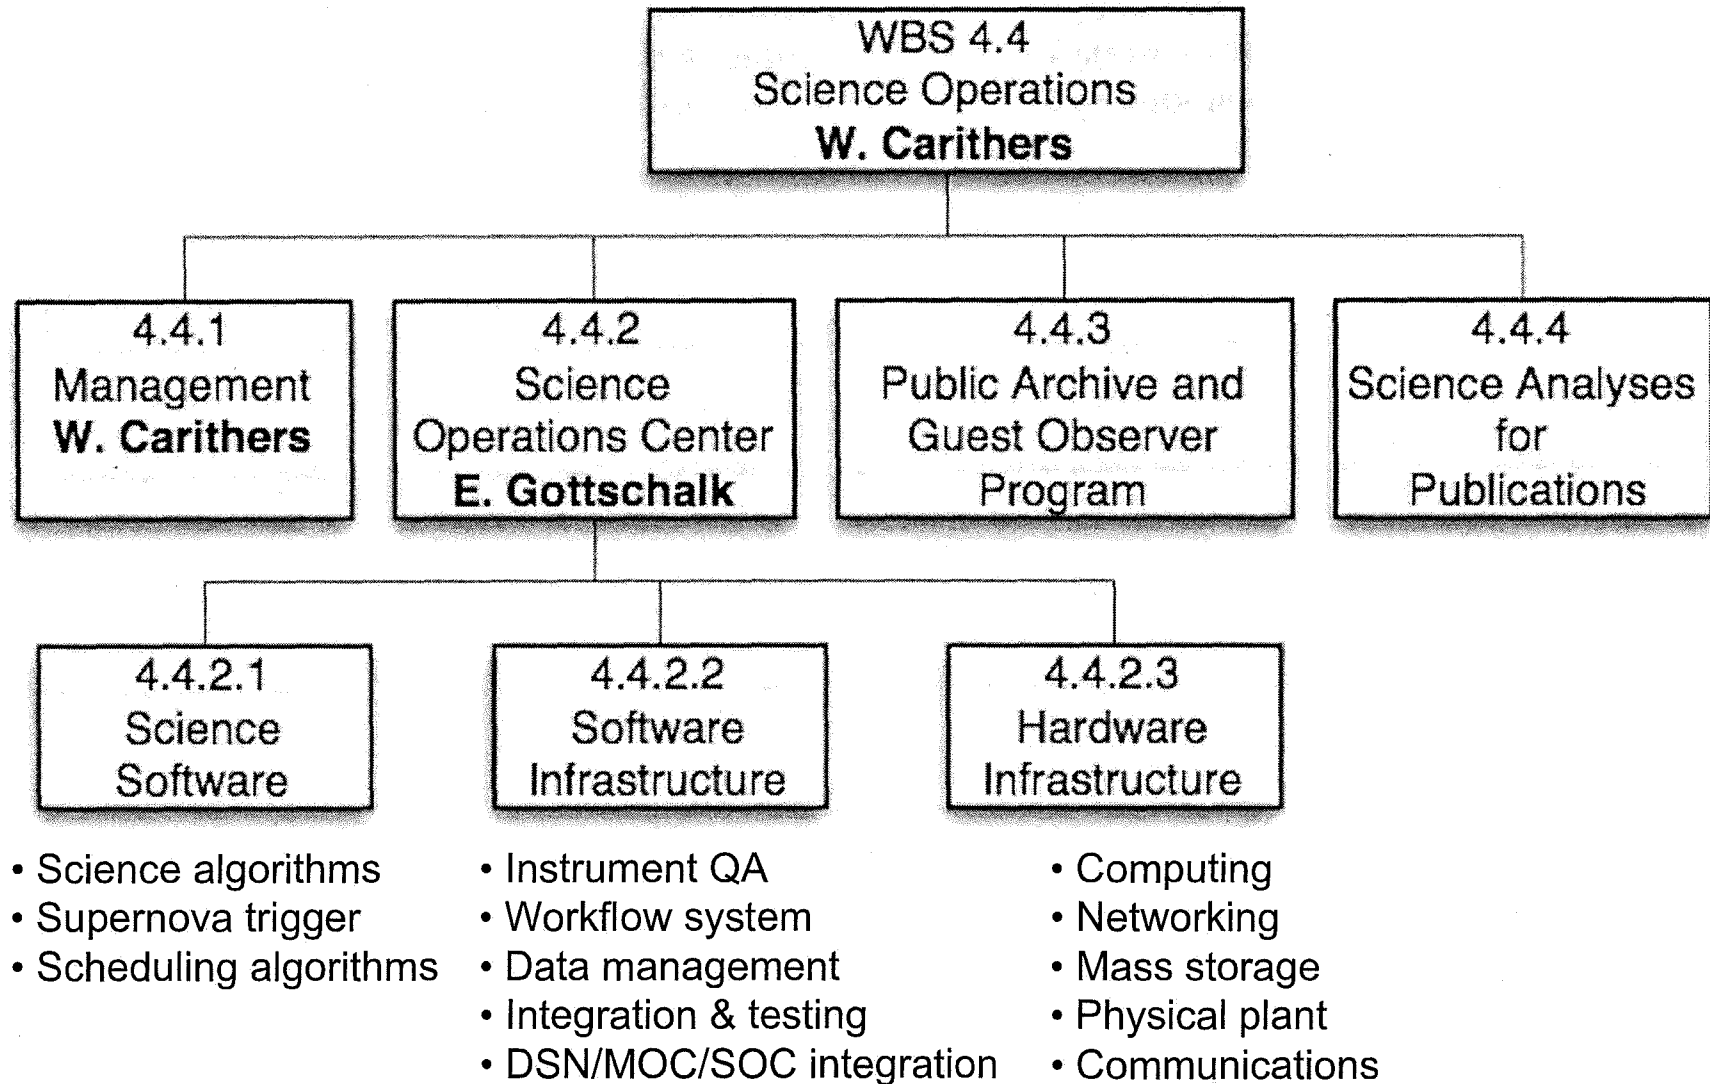 WBS 4.4
Science Operations
W. Carithers
4.4.1
Management
W. Carithers
4.4.2
Science
Operations Center
E. Gottschalk
4.4.3
Public Archive and
Guest Observer
Program
4.4.4
Science Analyses
for
Publications
4.4.2.1
Science
Software
• Science algorithms
• Supernova trigger
• Scheduling algorithms
4.4.2.2
Software
Infrastructure
• Instrument QA
• Workflow system
• Data management
• Integration & testing
• DSN/MOC/SOC integration
4.4.2.3
Hardware
Infrastructure
• Computing
• Networking
• Mass storage
• Physical plant
• Communications